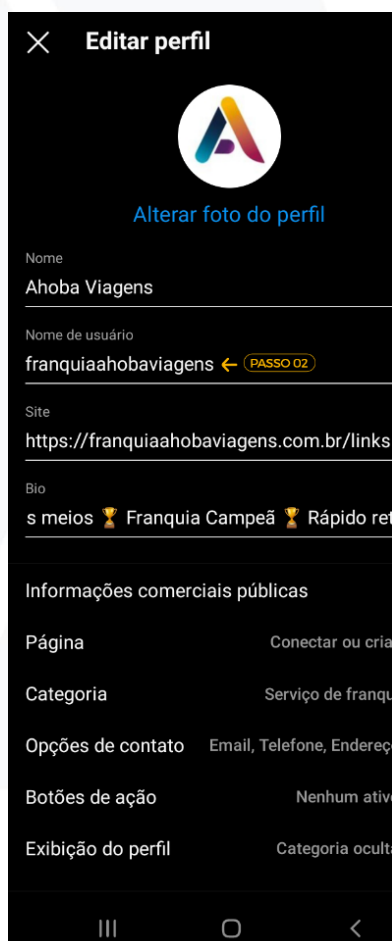 Editar perfil
Alterar foto do perfil
Nome
Ahoba Viagens
Nome de usuário
franquiaahobaviagens ← PASSO 02
Site
https://franquiaahobaviagens.com.br/links
Bio
s meios 🏆 Franquia Campeã 🏆 Rápido ret
Informações comerciais públicas
Página Conectar ou cria
Categoria Serviço de franqu
Opções de contato Email, Telefone, Endereç
Botões de ação Nenhum ativ
Exibição do perfil Categoria oculta